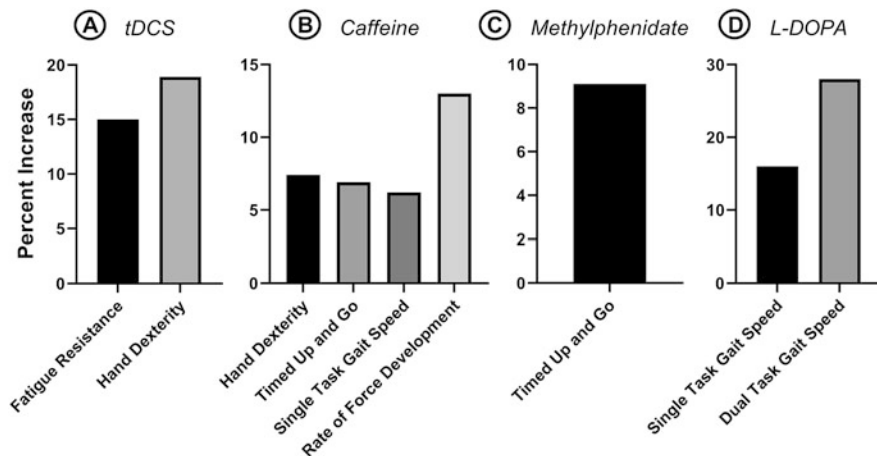 A tDCS
B Caffeine
C Methylphenidate
D L-DOPA
Percent Increase
20
15
10
5
0
Fatigue Resistance
Hand Dexterity
15
10
5
0
Hand Dexterity
Timed Up and Go
Single Task Gait Speed
Rate of Force Development
10
8
6
4
2
0
Timed Up and Go
30
20
10
0
Single Task Gait Speed
Dual Task Gait Speed